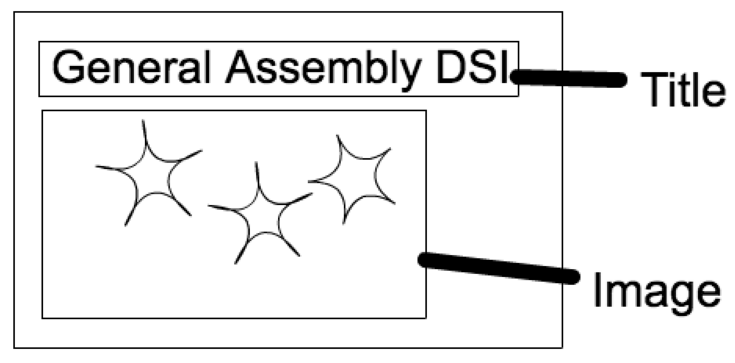 General Assembly DSI
Title
Image